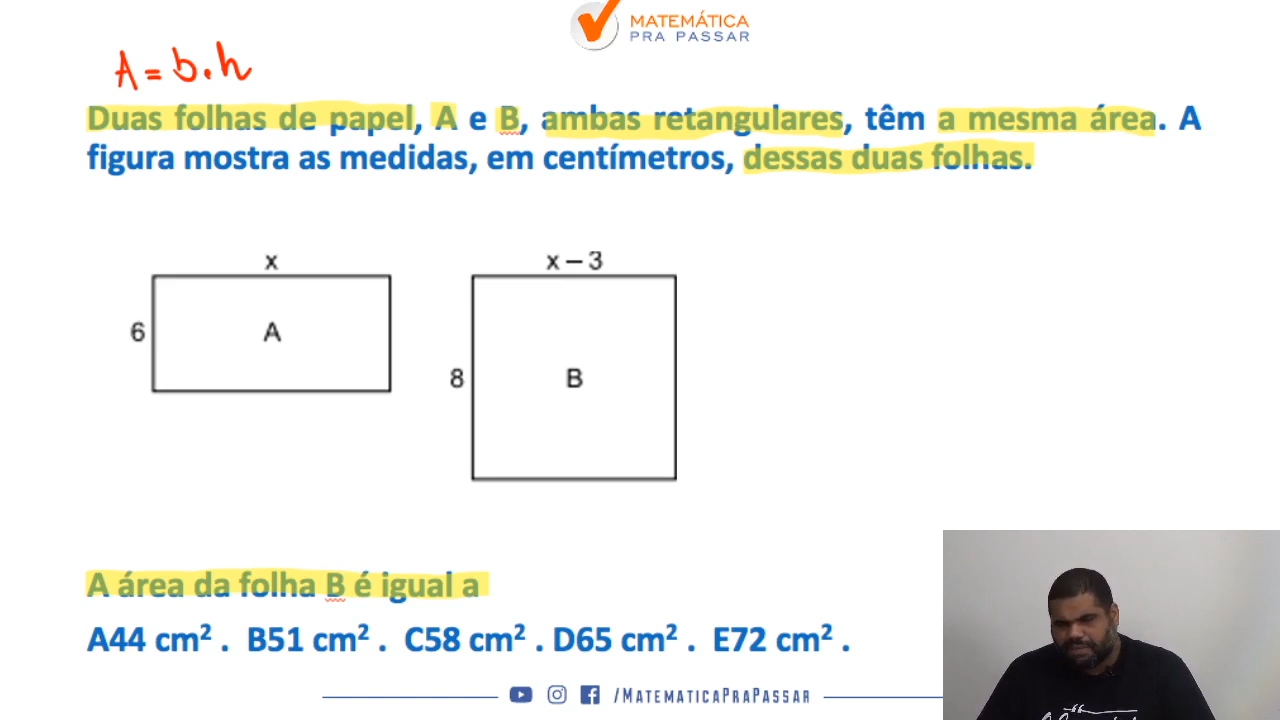 MATEMÁTICA
PRA PASSAR
A = b.h
Duas folhas de papel, A e B, ambas retangulares, têm a mesma área. A
figura mostra as medidas, em centímetros, dessas duas folhas.
x
x – 3
6
A
8
B
A área da folha B é igual a
A44 cm² . B51 cm² . C58 cm² . D65 cm² . E72 cm² .
/MATEMATICAPRAPASSAR